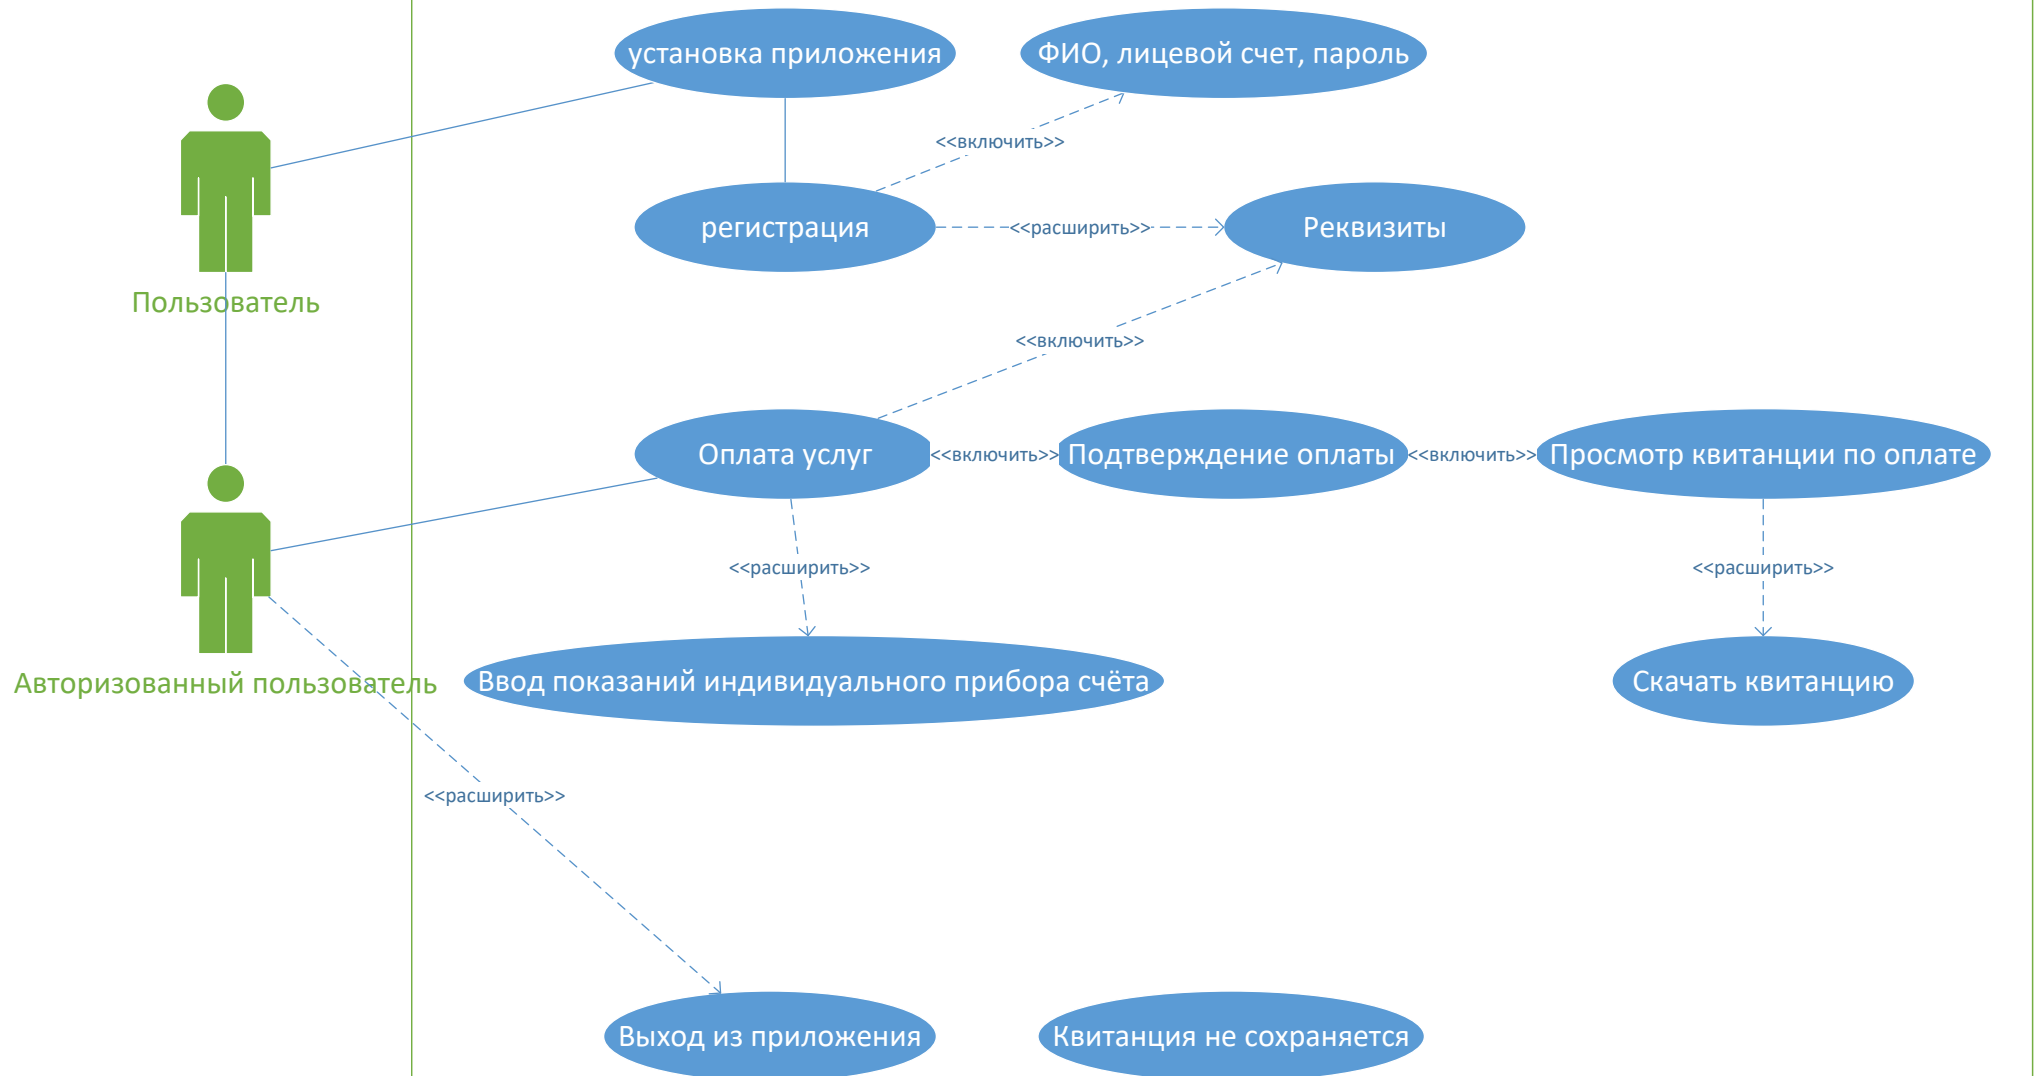 установка приложения
ФИО, лицевой счет, пароль
<<включить>>
регистрация
<<расширить>>
Реквизиты
Пользователь
<<включить>>
Оплата услуг
<<включить>>
Подтверждение оплаты
<<включить>>
Просмотр квитанции по оплате
<<расширить>>
<<расширить>>
Авторизованный пользователь
Ввод показаний индивидуального прибора счёта
Скачать квитанцию
<<расширить>>
Выход из приложения
Квитанция не сохраняется